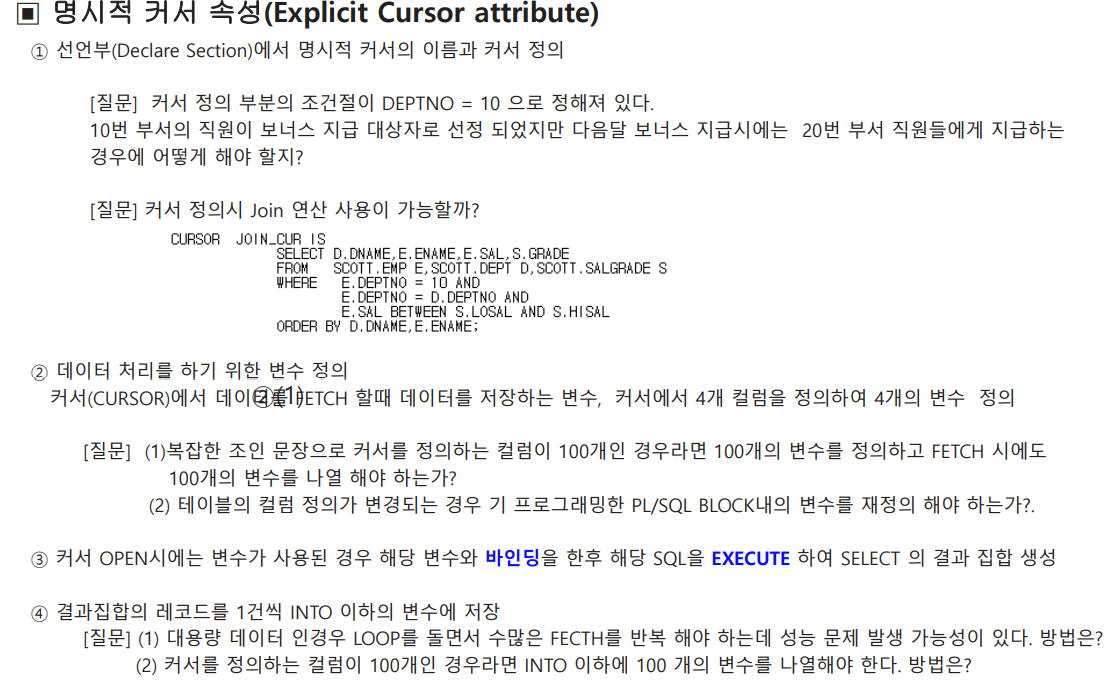 ▣ 명시적 커서 속성(Explicit Cursor attribute)
① 선언부(Declare Section)에서 명시적 커서의 이름과 커서 정의
[질문] 커서 정의 부분의 조건절이 DEPTNO = 10 으로 정해져 있다.
10번 부서의 직원이 보너스 지급 대상자로 선정 되었지만 다음달 보너스 지급시에는 20번 부서 직원들에게 지급하는
경우에 어떻게 해야 할지?
[질문] 커서 정의시 Join 연산 사용이 가능할까?
CURSOR JOIN_CUR IS
SELECT D.DNAME,E.ENAME,E.SAL,S.GRADE
FROM SCOTT.EMP E,SCOTT.DEPT D,SCOTT.SALGRADE S
WHERE E.DEPTNO = 10 AND
E.DEPTNO = D.DEPTNO AND
E.SAL BETWEEN S.LOSAL AND S.HISAL
ORDER BY D.DNAME,E.ENAME;
② 데이터 처리를 하기 위한 변수 정의
커서(CURSOR)에서 데이터를 FETCH 할때 데이터를 저장하는 변수, 커서에서 4개 컬럼을 정의하여 4개의 변수 정의
②(1)
[질문] (1)복잡한 조인 문장으로 커서를 정의하는 컬럼이 100개인 경우라면 100개의 변수를 정의하고 FETCH 시에도
100개의 변수를 나열 해야 하는가?
(2) 테이블의 컬럼 정의가 변경되는 경우 기 프로그래밍한 PL/SQL BLOCK내의 변수를 재정의 해야 하는가?.
③ 커서 OPEN시에는 변수가 사용된 경우 해당 변수와 바인딩을 한후 해당 SQL을 EXECUTE 하여 SELECT 의 결과 집합 생성
④ 결과집합의 레코드를 1건씩 INTO 이하의 변수에 저장
[질문] (1) 대용량 데이터 인경우 LOOP를 돌면서 수많은 FECTH를 반복 해야 하는데 성능 문제 발생 가능성이 있다. 방법은?
(2) 커서를 정의하는 컬럼이 100개인 경우라면 INTO 이하에 100 개의 변수를 나열해야 한다. 방법은?